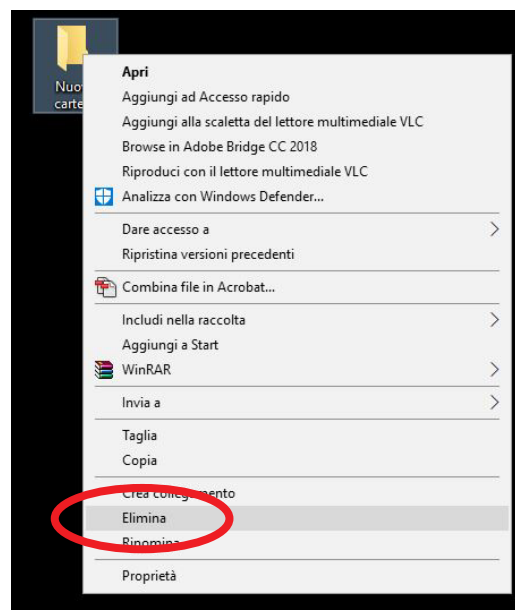 Nuo
carte
Apri
Aggiungi ad Accesso rapido
Aggiungi alla scaletta del lettore multimediale VLC
Browse in Adobe Bridge CC 2018
Riproduci con il lettore multimediale VLC
Analizza con Windows Defender...
Dare accesso a
Ripristina versioni precedenti
Combina file in Acrobat...
Includi nella raccolta
Aggiungi a Start
WinRAR
Invia a
Taglia
Copia
Crea collegamento
Elimina
Rinomina
Proprietà